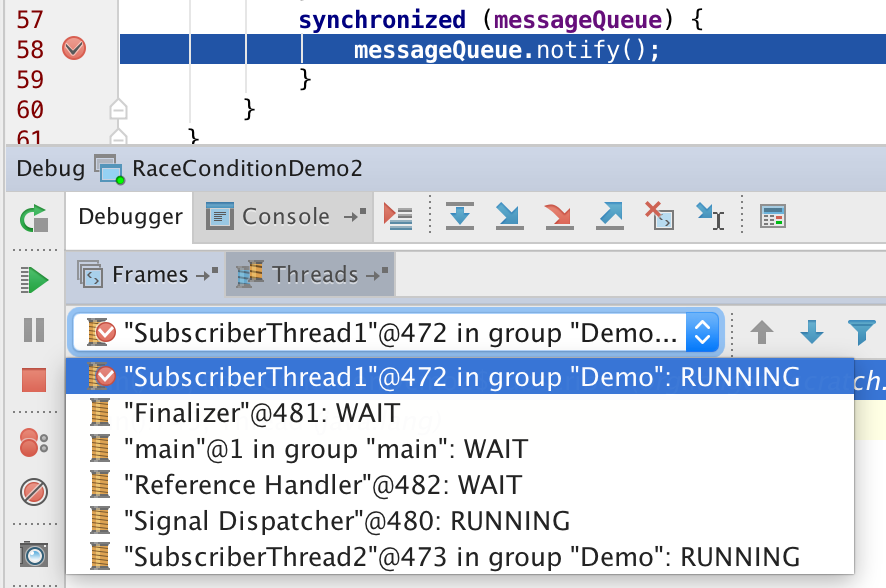 57 synchronized (messageQueue) {
58 messageQueue.notify();
59 }
60 }
61 }
Debug RaceConditionDemo2
Debugger Console
Frames Threads
"SubscriberThread1"@472 in group "Demo...
"SubscriberThread1"@472 in group "Demo": RUNNING
"Finalizer"@481: WAIT
"main"@1 in group "main": WAIT
"Reference Handler"@482: WAIT
"Signal Dispatcher"@480: RUNNING
"SubscriberThread2"@473 in group "Demo": RUNNING